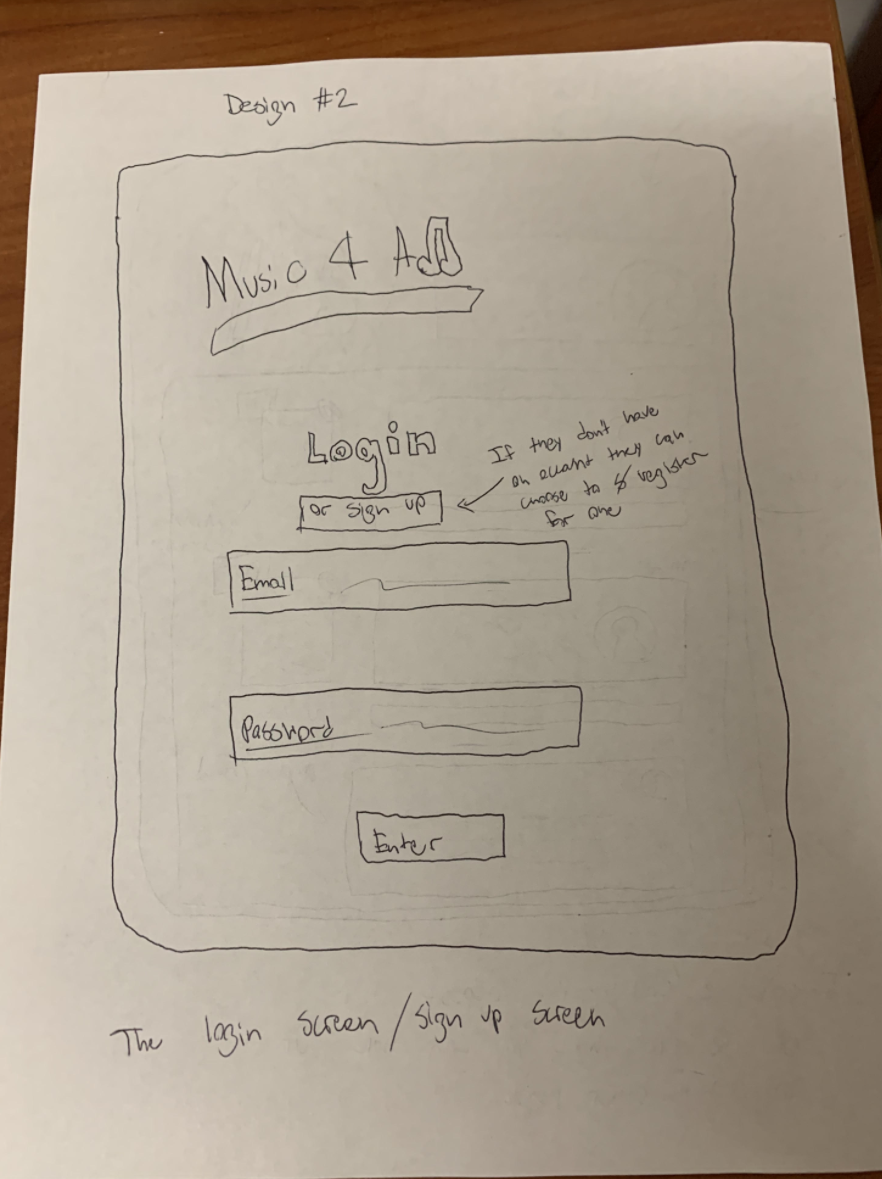 Design #2
Music 4 All
Login
or sign up
If they don't have
an account they can
choose to register
for one
Email
Password
Enter
The login screen/sign up screen